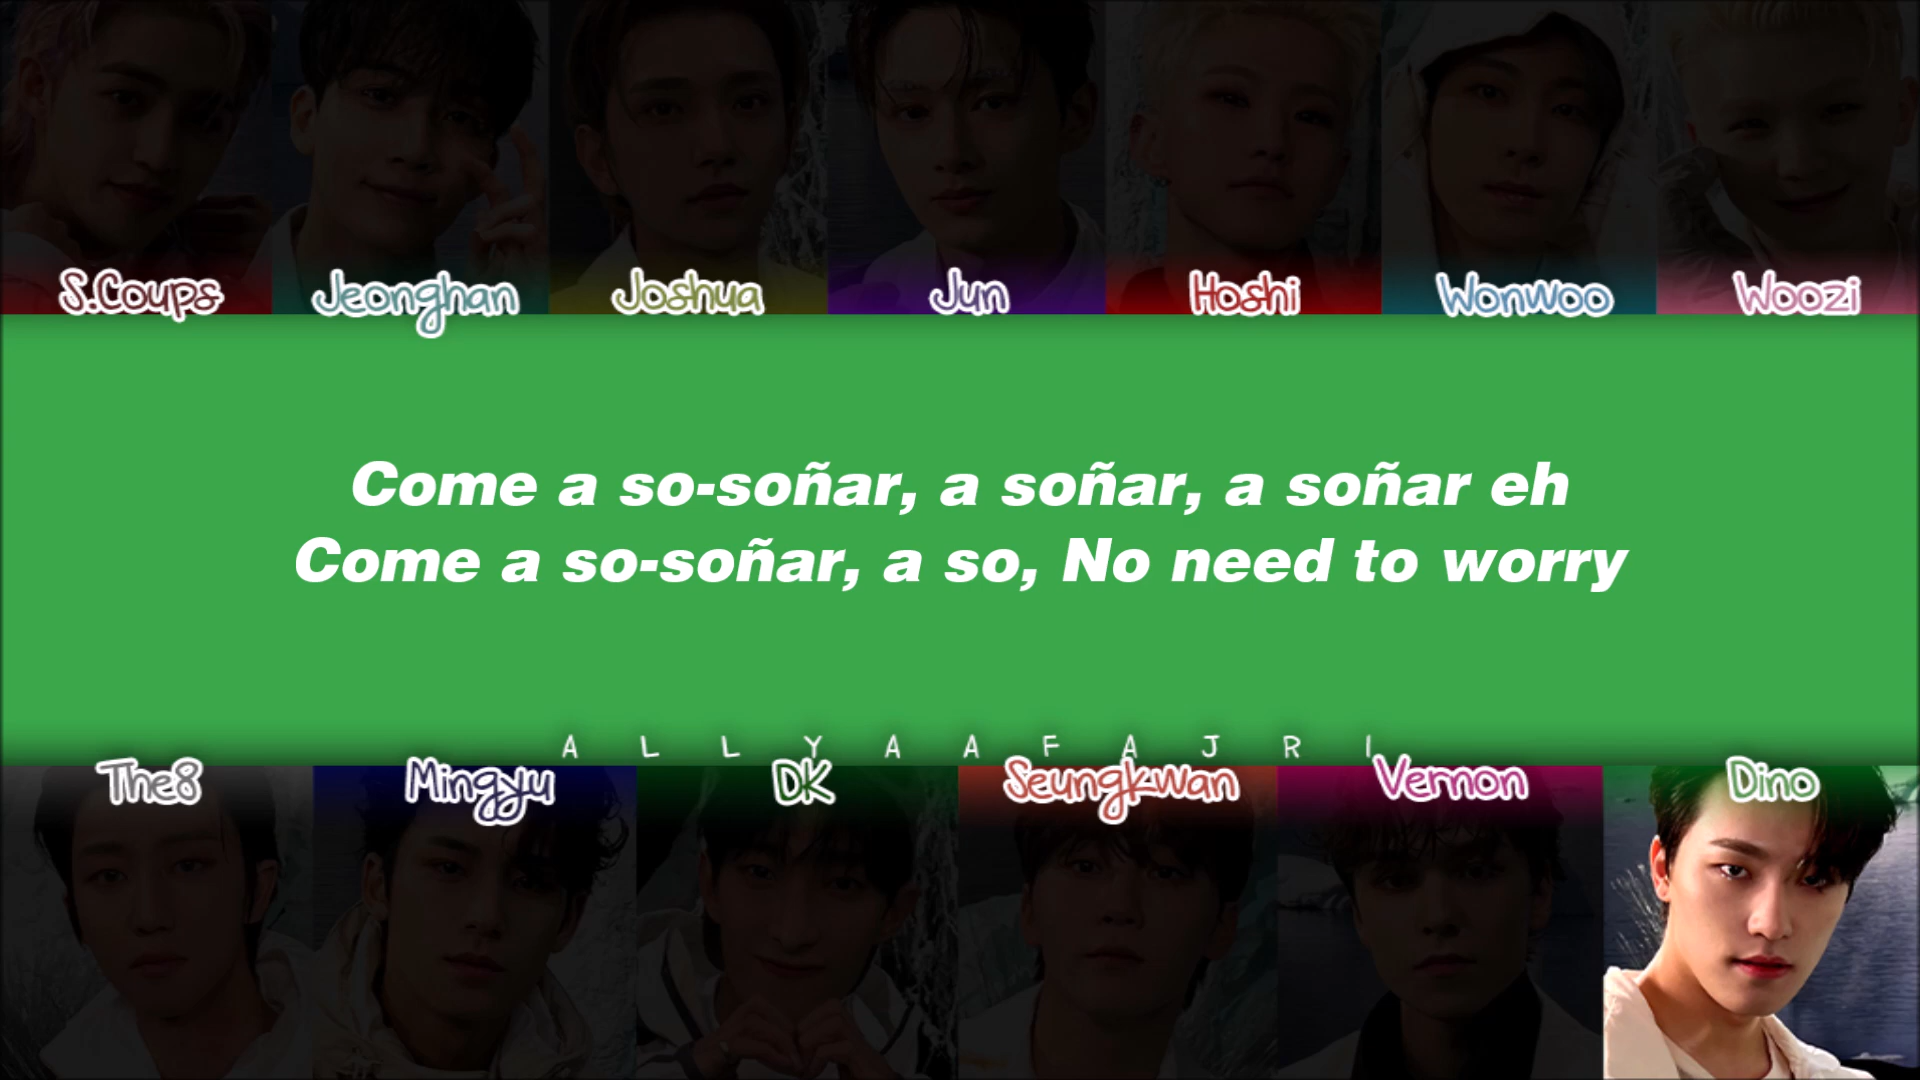 S.Coups Jeonghan Joshua Jun Hoshi Wonwoo Woozi
Come a so-soñar, a soñar, a soñar eh
Come a so-soñar, a so, No need to worry
ALLYAAFAJRI
The8 Mingyu DK Seungkwan Vernon Dino